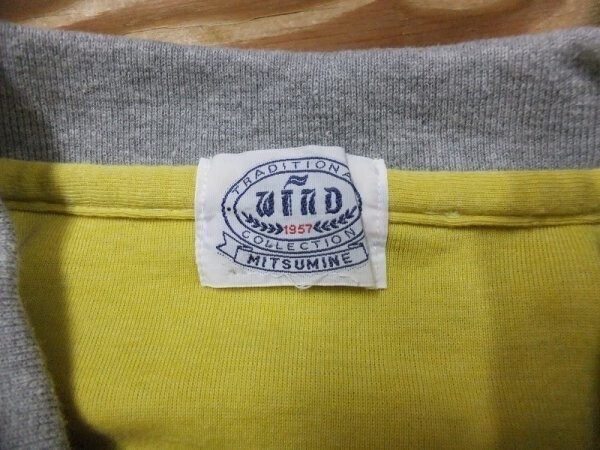 TRADITIONAL
WIND
1957
COLLECTION
MITSUMINE